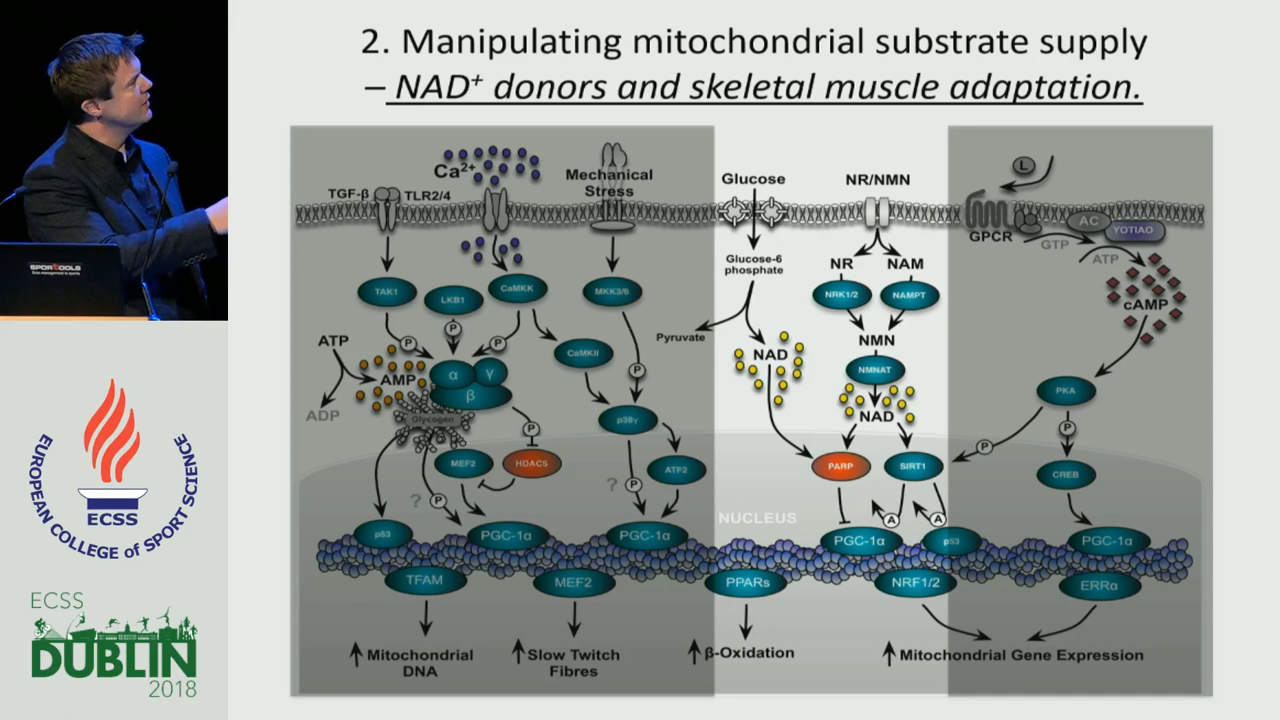 2. Manipulating mitochondrial substrate supply
– NAD+ donors and skeletal muscle adaptation.
TGF-β
TLR2/4
Ca2+
Mechanical
Stress
Glucose
NR/NMN
L
GPCR
AC
YOTIAO
GTP
ATP
cAMP
Glucose-6
phosphate
NR
NAM
TAK1
LKB1
CaMKK
MKK3/6
NRK1/2
NAMPT
P
P
P
ATP
AMP
ADP
α
γ
β
Glycogen
CaMKII
P
Pyruvate
NAD
NMN
NMNAT
NAD
PKA
p38γ
P
P
P
MEF2
HDACS
ATF2
PARP
SIRT1
CREB
?
P
?
P
NUCLEUS
A
A
p53
PGC-1α
PGC-1α
PGC-1α
p53
PGC-1α
TFAM
MEF2
PPARs
NRF1/2
ERRα
Mitochondrial
DNA
Slow Twitch
Fibres
β-Oxidation
Mitochondrial Gene Expression
SPORTOOLS
EUROPEAN COLLEGE of SPORT SCIENCE
ECSS
ECSS
DUBLIN
2018